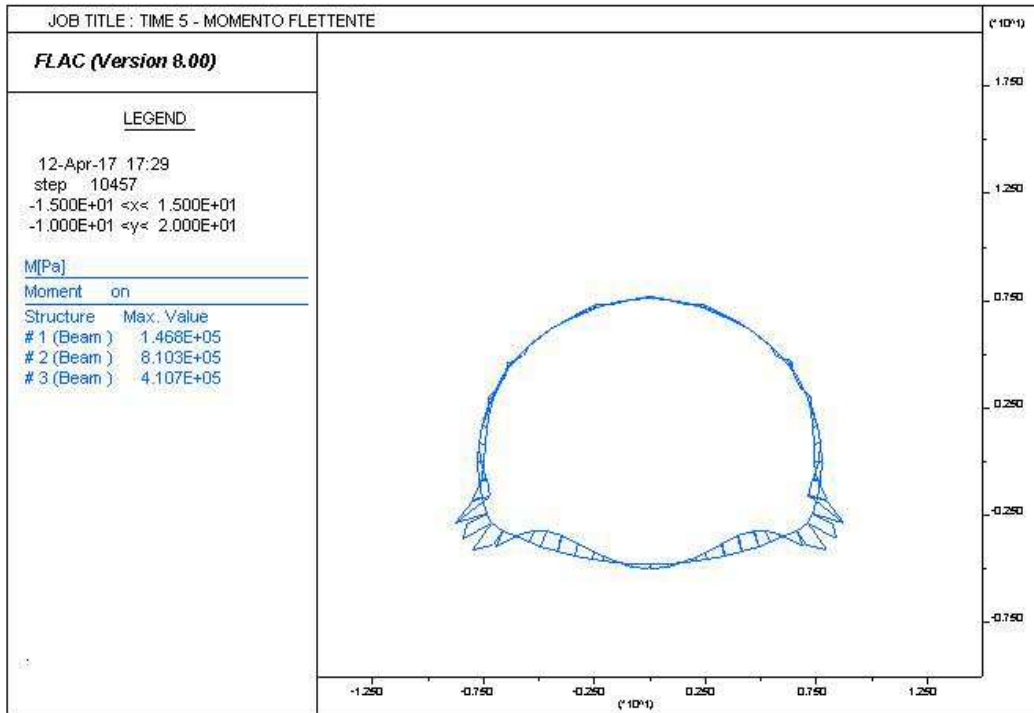 JOB TITLE : TIME 5 - MOMENTO FLETTENTE
(*10^1)
FLAC (Version 8.00)
LEGEND
12-Apr-17 17:29
step 10457
-1.500E+01 <x< 1.500E+01
-1.000E+01 <y< 2.000E+01
M[Pa]
Moment on
Structure Max. Value
# 1 (Beam ) 1.468E+05
# 2 (Beam ) 8.103E+05
# 3 (Beam ) 4.107E+05
1.750
1.250
0.750
0.250
-0.250
-0.750
-1.250 -0.750 -0.250 0.250 0.750 1.250
(*10^1)